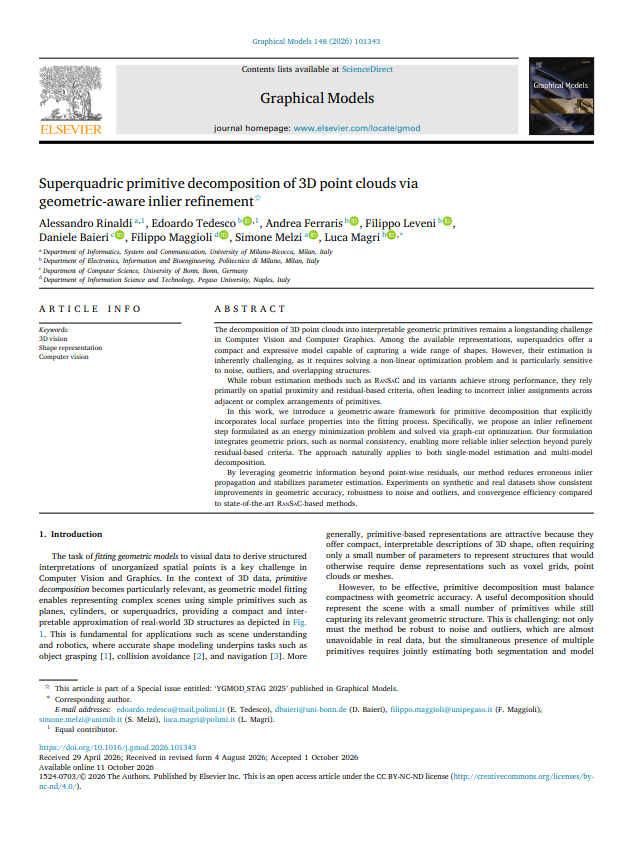 Graphical Models 148 (2026) 101343
Contents lists available at ScienceDirect
Graphical Models
journal homepage: www.elsevier.com/locate/gmod
ELSEVIER
Graphical Models
Superquadric primitive decomposition of 3D point clouds via
geometric-aware inlier refinement☆
Alessandro Rinaldi a,1, Edoardo Tedesco b,1, Andrea Ferraris b, Filippo Leveni b,
Daniele Baieri c, Filippo Maggioli d, Simone Melzi a, Luca Magri b,*
a Department of Informatics, System and Communication, University of Milano-Bicocca, Milan, Italy
b Department of Electronics, Information and Bioengineering, Politecnico di Milano, Milan, Italy
c Department of Computer Science, University of Bonn, Bonn, Germany
d Department of Information Science and Technology, Pegaso University, Naples, Italy
ARTICLE INFO
Keywords:
3D vision
Shape representation
Computer vision
ABSTRACT
The decomposition of 3D point clouds into interpretable geometric primitives remains a longstanding challenge
in Computer Vision and Computer Graphics. Among the available representations, superquadrics offer a
compact and expressive model capable of capturing a wide range of shapes. However, their estimation is
inherently challenging, as it requires solving a non-linear optimization problem and is particularly sensitive
to noise, outliers, and overlapping structures.
While robust estimation methods such as RANSAC and its variants achieve strong performance, they rely
primarily on spatial proximity and residual-based criteria, often leading to incorrect inlier assignments across
adjacent or complex arrangements of primitives.
In this work, we introduce a geometric-aware framework for primitive decomposition that explicitly
incorporates local surface properties into the fitting process. Specifically, we propose an inlier refinement
step formulated as an energy minimization problem and solved via graph-cut optimization. Our formulation
integrates geometric priors, such as normal consistency, enabling more reliable inlier selection beyond purely
residual-based criteria. The approach naturally applies to both single-model estimation and multi-model
decomposition.
By leveraging geometric information beyond point-wise residuals, our method reduces erroneous inlier
propagation and stabilizes parameter estimation. Experiments on synthetic and real datasets show consistent
improvements in geometric accuracy, robustness to noise and outliers, and convergence efficiency compared
to state-of-the-art RANSAC-based methods.
1. Introduction
The task of fitting geometric models to visual data to derive structured
interpretations of unorganized spatial points is a key challenge in
Computer Vision and Graphics. In the context of 3D data, primitive
decomposition becomes particularly relevant, as geometric model fitting
enables representing complex scenes using simple primitives such as
planes, cylinders, or superquadrics, providing a compact and inter-
pretable approximation of real-world 3D structures as depicted in Fig.
1. This is fundamental for applications such as scene understanding
and robotics, where accurate shape modeling underpins tasks such as
object grasping [1], collision avoidance [2], and navigation [3]. More
generally, primitive-based representations are attractive because they
offer compact, interpretable descriptions of 3D shape, often requiring
only a small number of parameters to represent structures that would
otherwise require dense representations such as voxel grids, point
clouds or meshes.
However, to be effective, primitive decomposition must balance
compactness with geometric accuracy. A useful decomposition should
represent the scene with a small number of primitives while still
capturing its relevant geometric structure. This is challenging: not only
must the method be robust to noise and outliers, which are almost
unavoidable in real data, but the simultaneous presence of multiple
primitives requires jointly estimating both segmentation and model
☆ This article is part of a Special issue entitled: 'YGMOD_STAG 2025' published in Graphical Models.
* Corresponding author.
E-mail addresses: edoardo.tedesco@mail.polimi.it (E. Tedesco), dbaieri@uni-bonn.de (D. Baieri), filippo.maggioli@unipegaso.it (F. Maggioli),
simone.melzi@unimib.it (S. Melzi), luca.magri@polimi.it (L. Magri).
1 Equal contributor.
https://doi.org/10.1016/j.gmod.2026.101343
Received 29 April 2026; Received in revised form 4 August 2026; Accepted 1 October 2026
Available online 11 October 2026
1524-0703/© 2026 The Authors. Published by Elsevier Inc. This is an open access article under the CC BY-NC-ND license (http://creativecommons.org/licenses/by-
nc-nd/4.0/).